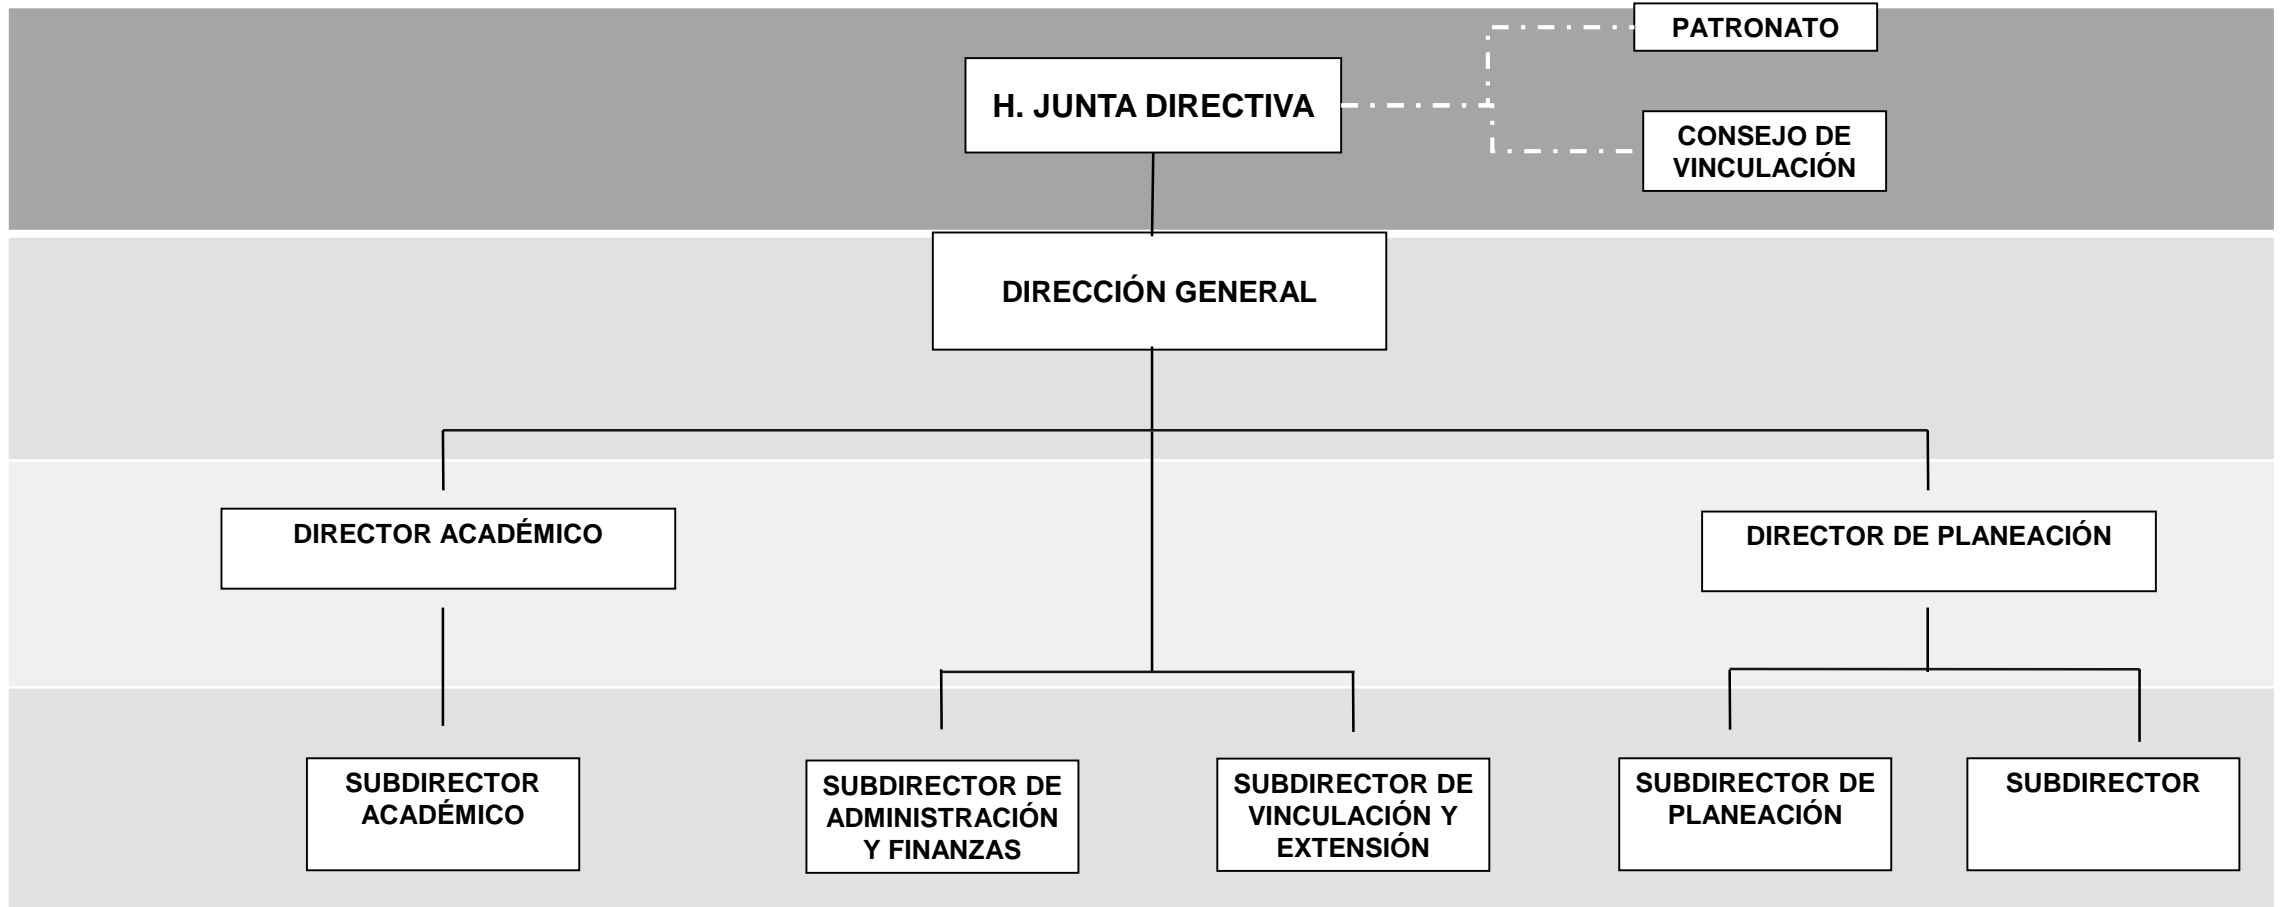 PATRONATO
H. JUNTA DIRECTIVA
CONSEJO DE
VINCULACIÓN
DIRECCIÓN GENERAL
DIRECTOR ACADÉMICO
DIRECTOR DE PLANEACIÓN
SUBDIRECTOR
ACADÉMICO
SUBDIRECTOR DE
ADMINISTRACIÓN
Y FINANZAS
SUBDIRECTOR DE
VINCULACIÓN Y
EXTENSIÓN
SUBDIRECTOR DE
PLANEACIÓN
SUBDIRECTOR